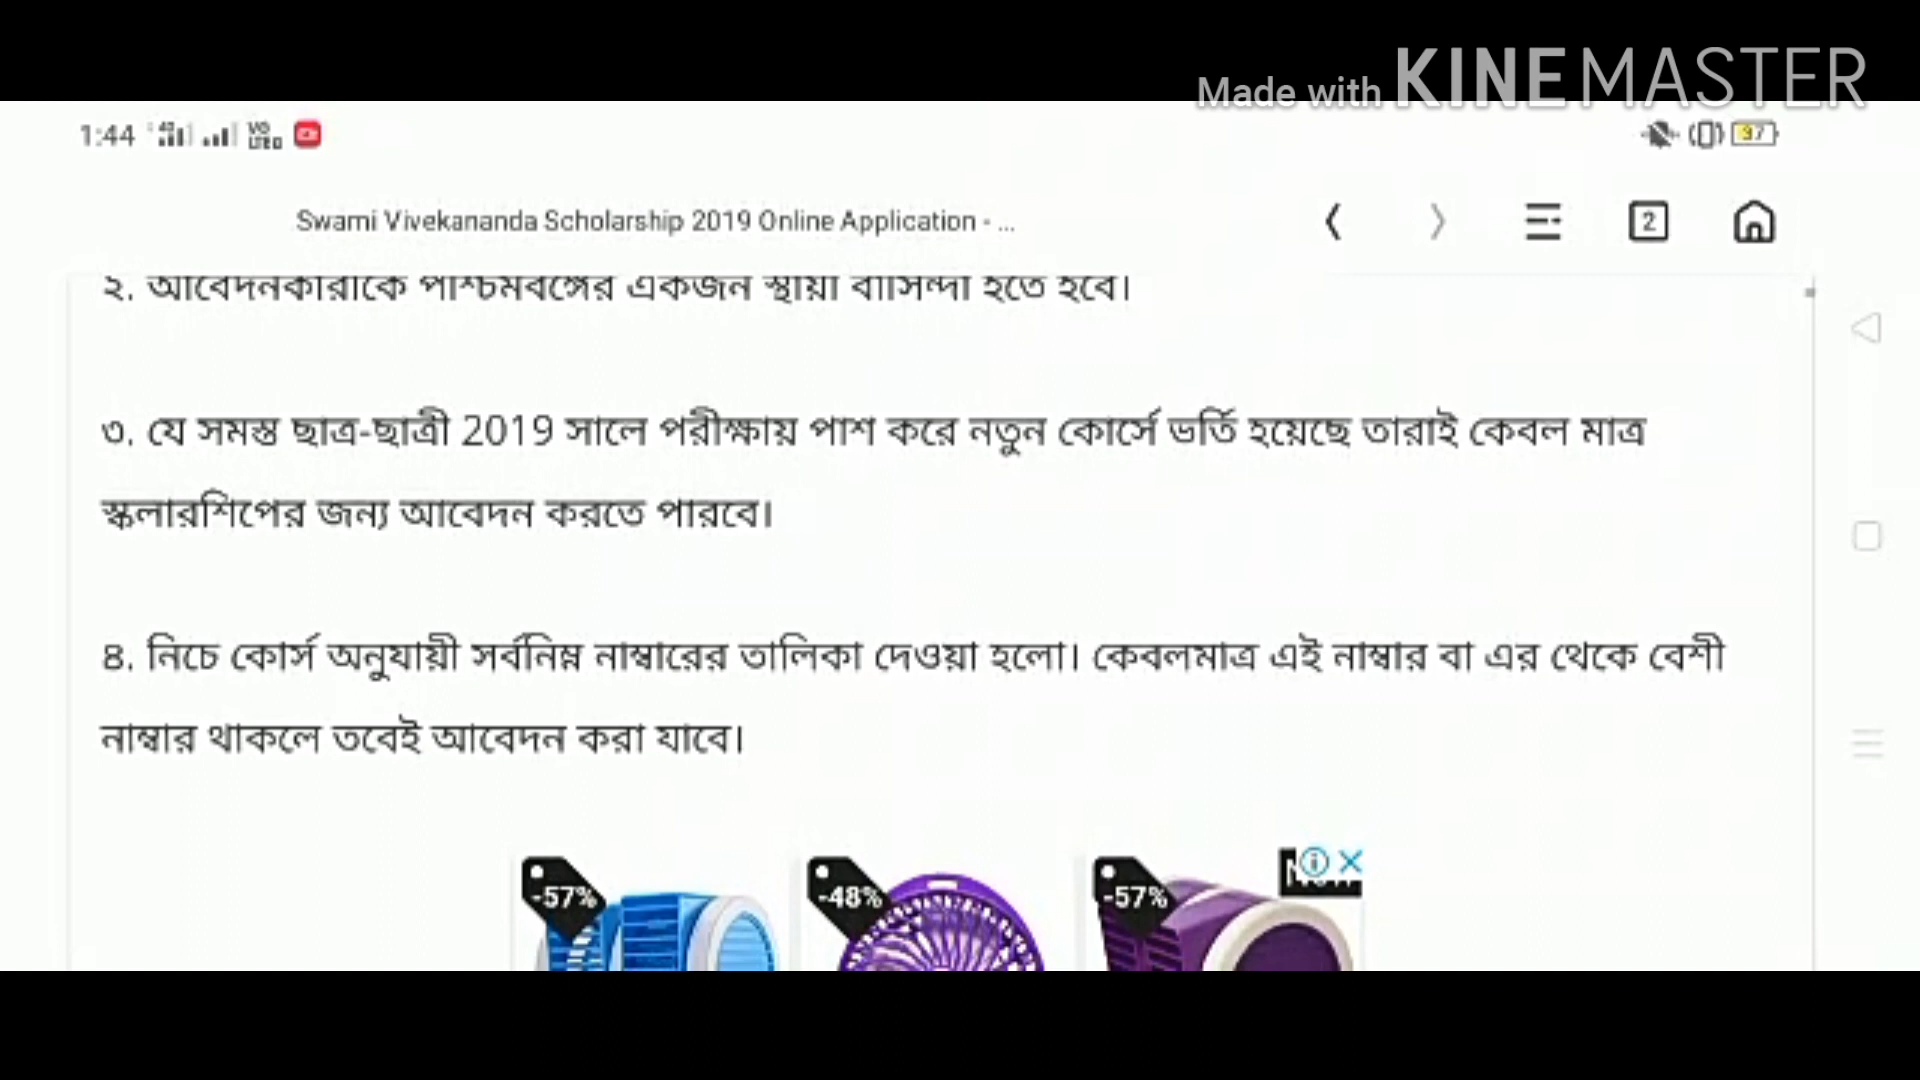 Made with KINEMASTER
1:44
37
Swami Vivekananda Scholarship 2019 Online Application - ...
2
২. আবেদনকারীকে পশ্চিমবঙ্গের একজন স্থায়ী বাসিন্দা হতে হবে।
৩. যে সমস্ত ছাত্র-ছাত্রী 2019 সালে পরীক্ষায় পাশ করে নতুন কোর্সে ভর্তি হয়েছে তারাই কেবল মাত্র
স্কলারশিপের জন্য আবেদন করতে পারবে।
৪. নিচে কোর্স অনুযায়ী সর্বনিম্ন নাম্বারের তালিকা দেওয়া হলো। কেবলমাত্র এই নাম্বার বা এর থেকে বেশী
নাম্বার থাকলে তবেই আবেদন করা যাবে।
-57% -48% -57%